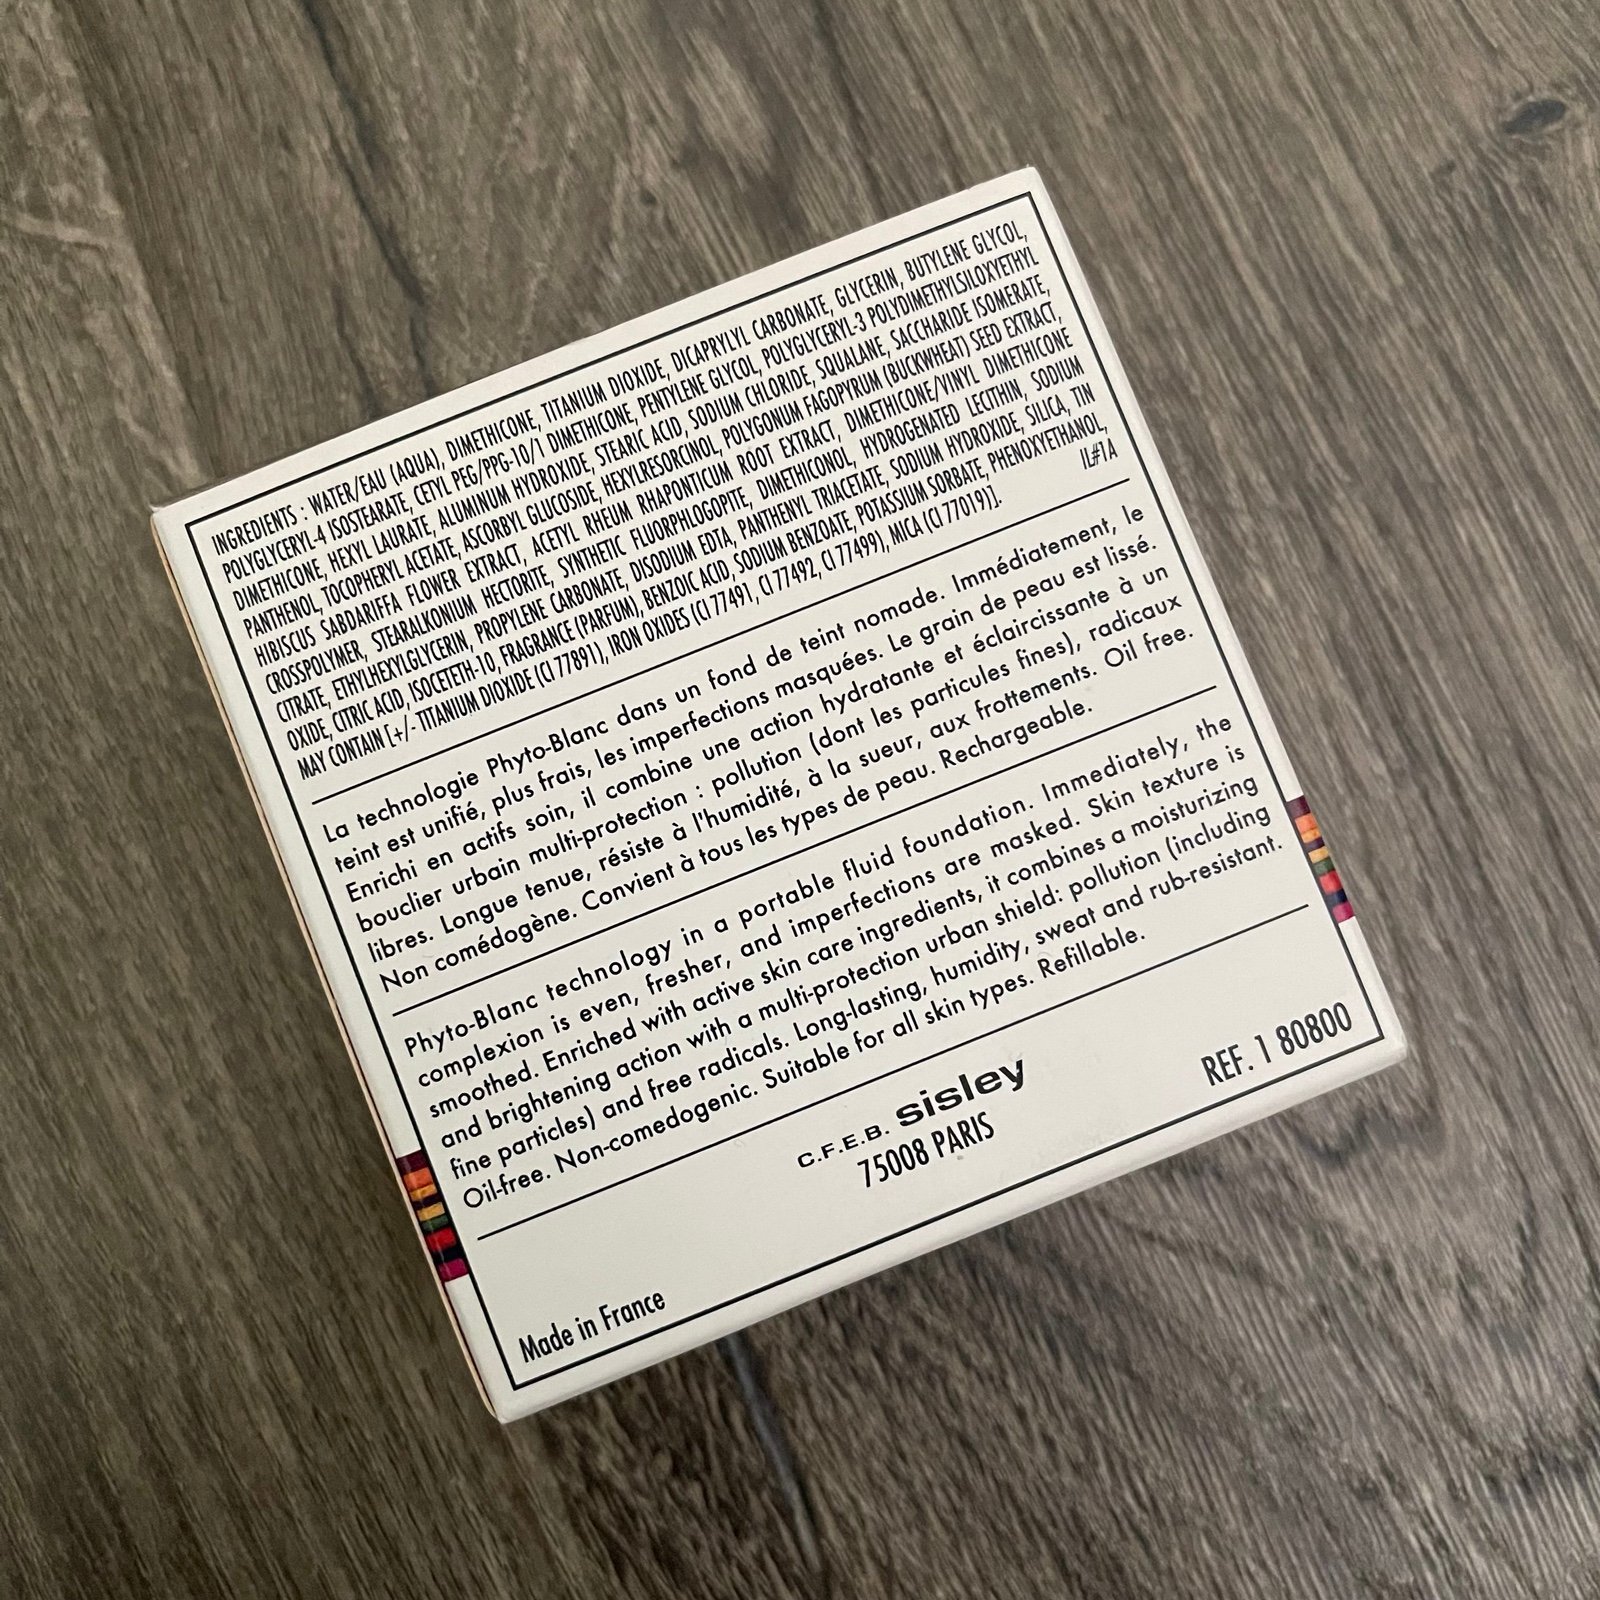 INGREDIENTS : WATER/EAU (AQUA), DIMETHICONE, TITANIUM DIOXIDE, DICAPRYLYL CARBONATE, GLYCERIN, BUTYLENE GLYCOL,
POLYGLYCERYL-4 ISOSTEARATE, CETYL PEG/PPG-10/1 DIMETHICONE, PENTYLENE GLYCOL, POLYGLYCERYL-3 POLYDIMETHYLSILOXYETHYL
DIMETHICONE, HEXYL LAURATE, ALUMINUM HYDROXIDE, STEARIC ACID, SODIUM CHLORIDE, SQUALANE, SACCHARIDE ISOMERATE,
PANTHENOL, TOCOPHERYL ACETATE, ASCORBYL GLUCOSIDE, HEXYLRESORCINOL, POLYGONUM FAGOPYRUM (BUCKWHEAT) SEED EXTRACT,
HIBISCUS SABDARIFFA FLOWER EXTRACT, ACETYL RHEUM RHAPONTICUM ROOT EXTRACT, DIMETHICONE/VINYL DIMETHICONE
CROSSPOLYMER, STEARALKONIUM HECTORITE, SYNTHETIC FLUORPHLOGOPITE, DIMETHICONOL, HYDROGENATED LECITHIN, SODIUM
CITRATE, ETHYLHEXYLGLYCERIN, PROPYLENE CARBONATE, DISODIUM EDTA, PANTHENYL TRIACETATE, SODIUM HYDROXIDE, SILICA, TIN
OXIDE, CITRIC ACID, ISOCETETH-10, FRAGRANCE (PARFUM), BENZOIC ACID, SODIUM BENZOATE, POTASSIUM SORBATE, PHENOXYETHANOL,
MAY CONTAIN [+/- TITANIUM DIOXIDE (CI 77891), IRON OXIDES (CI 77491, CI 77492, CI 77499), MICA (CI 77019)]. IL#1A
La technologie Phyto-Blanc dans un fond de teint nomade. Immédiatement, le
teint est unifié, plus frais, les imperfections masquées. Le grain de peau est lissé.
Enrichi en actifs soin, il combine une action hydratante et éclaircissante à un
bouclier urbain multi-protection : pollution (dont les particules fines), radicaux
libres. Longue tenue, résiste à l'humidité, à la sueur, aux frottements. Oil free.
Non comédogène. Convient à tous les types de peau. Rechargeable.
Phyto-Blanc technology in a portable fluid foundation. Immediately, the
complexion is even, fresher, and imperfections are masked. Skin texture is
smoothed. Enriched with active skin care ingredients, it combines a moisturizing
and brightening action with a multi-protection urban shield: pollution (including
fine particles) and free radicals. Long-lasting, humidity, sweat and rub-resistant.
Oil-free. Non-comedogenic. Suitable for all skin types. Refillable.
C.F.E.B. sisley
75008 PARIS
REF. 1 80800
Made in France